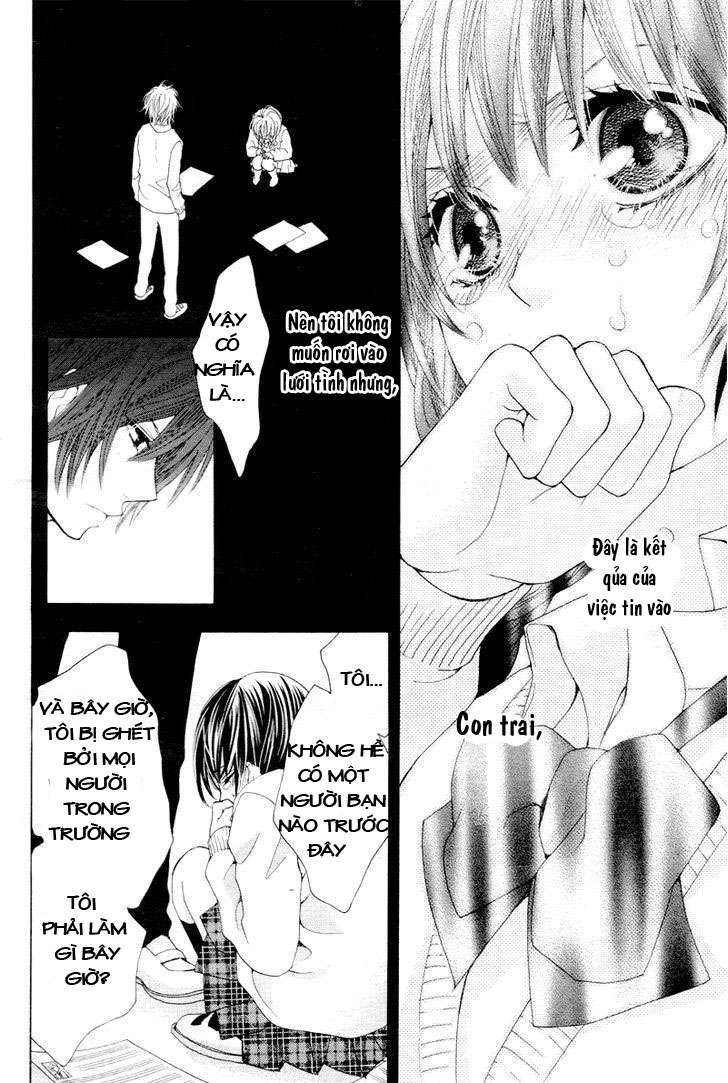 Đây là kết
qủa của
việc tin vào
Con trai,
Nên tôi không
muốn rơi vào
lưới tình nhưng,
VẬY
CÓ
NGHĨA
LÀ...
TÔI...
KHÔNG HỀ
CÓ MỘT
NGƯỜI BẠN
NÀO TRƯỚC
ĐÂY
VÀ BÂY GIỜ,
TÔI BỊ GHÉT
BỞI MỌI
NGƯỜI
TRONG
TRƯỜNG
TÔI
PHẢI LÀM
GÌ BÂY
GIỜ?